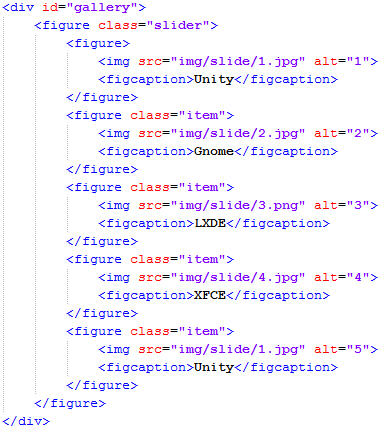 <div id="gallery">
    <figure class="slider">
        <figure>
            <img src="img/slide/1.jpg" alt="1">
            <figcaption>Unity</figcaption>
        </figure>
        <figure class="item">
            <img src="img/slide/2.jpg" alt="2">
            <figcaption>Gnome</figcaption>
        </figure>
        <figure class="item">
            <img src="img/slide/3.png" alt="3">
            <figcaption>LXDE</figcaption>
        </figure>
        <figure class="item">
            <img src="img/slide/4.jpg" alt="4">
            <figcaption>XFCE</figcaption>
        </figure>
        <figure class="item">
            <img src="img/slide/1.jpg" alt="5">
            <figcaption>Unity</figcaption>
        </figure>
    </figure>
</div>